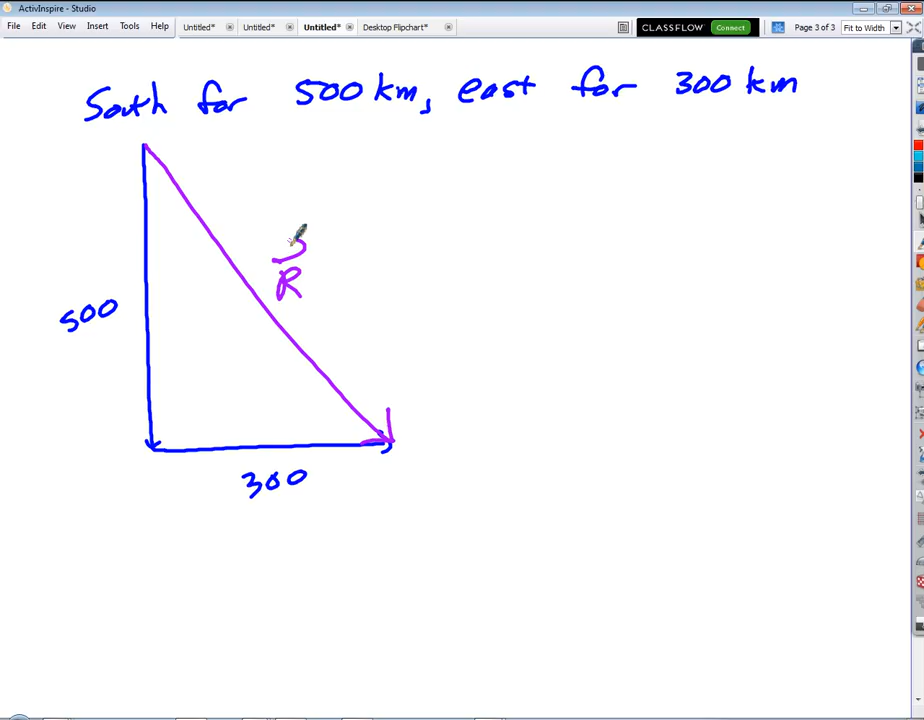 ActivInspire - Studio
File Edit View Insert Tools Help Untitled* Untitled* Untitled* Desktop Flipchart* CLASSFLOW Connect Page 3 of 3 Fit to Width
South for 500 km, east for 300 km
R
500
300